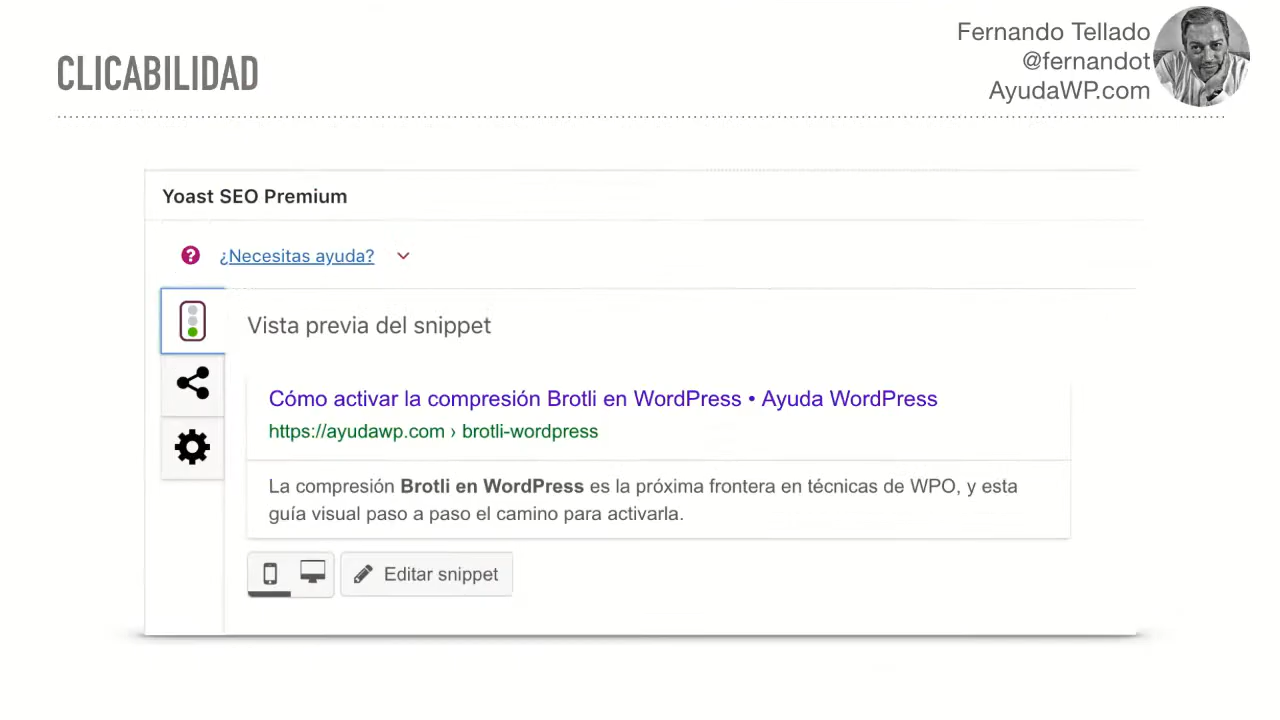 CLICABILIDAD
Fernando Tellado
@fernandot
AyudaWP.com
Yoast SEO Premium
¿Necesitas ayuda?
Vista previa del snippet
Cómo activar la compresión Brotli en WordPress • Ayuda WordPress
https://ayudawp.com › brotli-wordpress
La compresión Brotli en WordPress es la próxima frontera en técnicas de WPO, y esta
guía visual paso a paso el camino para activarla.
Editar snippet